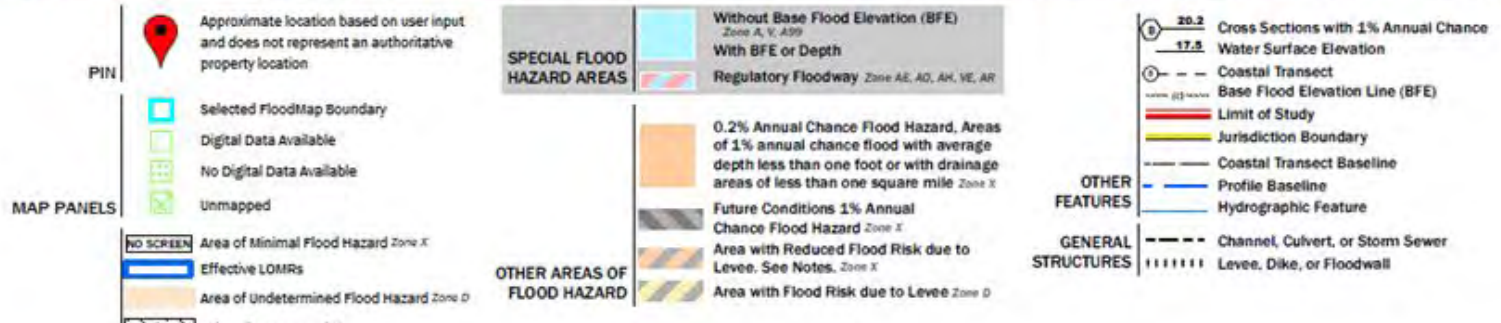 PIN
Approximate location based on user input
and does not represent an authoritative
property location
MAP PANELS
Selected FloodMap Boundary
Digital Data Available
No Digital Data Available
Unmapped
NO SCREEN Area of Minimal Flood Hazard Zone X
Effective LOMRs
Area of Undetermined Flood Hazard Zone D
SPECIAL FLOOD
HAZARD AREAS
Without Base Flood Elevation (BFE)
Zone A, V, A99
With BFE or Depth
Regulatory Floodway Zone AE, AO, AH, VE, AR
OTHER AREAS OF
FLOOD HAZARD
0.2% Annual Chance Flood Hazard, Areas
of 1% annual chance flood with average
depth less than one foot or with drainage
areas of less than one square mile Zone X
Future Conditions 1% Annual
Chance Flood Hazard Zone X
Area with Reduced Flood Risk due to
Levee. See Notes. Zone X
Area with Flood Risk due to Levee Zone D
OTHER
FEATURES
20.2 Cross Sections with 1% Annual Chance
17.5 Water Surface Elevation
Coastal Transect
Base Flood Elevation Line (BFE)
Limit of Study
Jurisdiction Boundary
Coastal Transect Baseline
Profile Baseline
Hydrographic Feature
GENERAL
STRUCTURES
Channel, Culvert, or Storm Sewer
Levee, Dike, or Floodwall